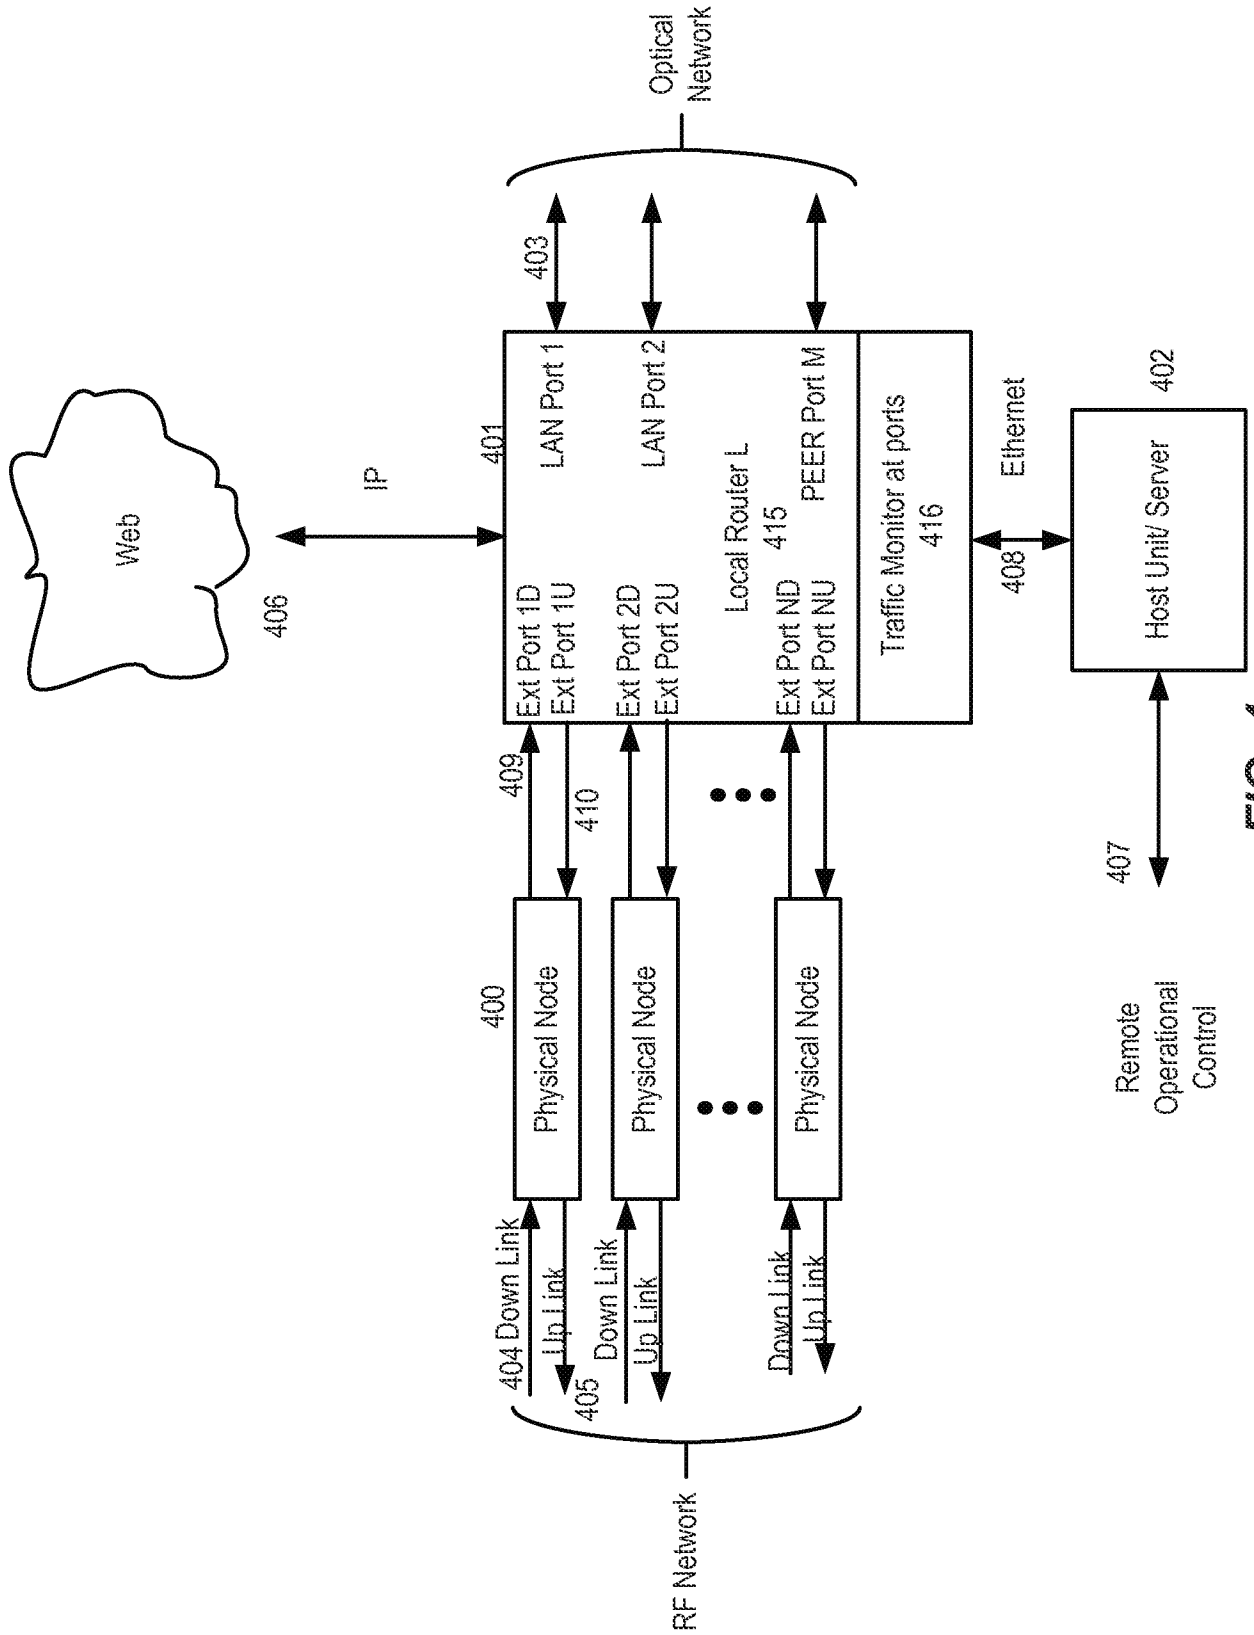 Web
406
IP
Optical
Network
401
403
Ext Port 1D
Ext Port 1U
Ext Port 2D
Ext Port 2U
Ext Port ND
Ext Port NU
LAN Port 1
LAN Port 2
PEER Port M
Local Router L
415
Traffic Monitor at ports
416
Ethernet
408
Host Unit/ Server
402
407
Remote
Operational
Control
409
410
400
Physical Node
Physical Node
Physical Node
404 Down Link
Up Link
405
Down Link
Up Link
Down Link
Up Link
RF Network